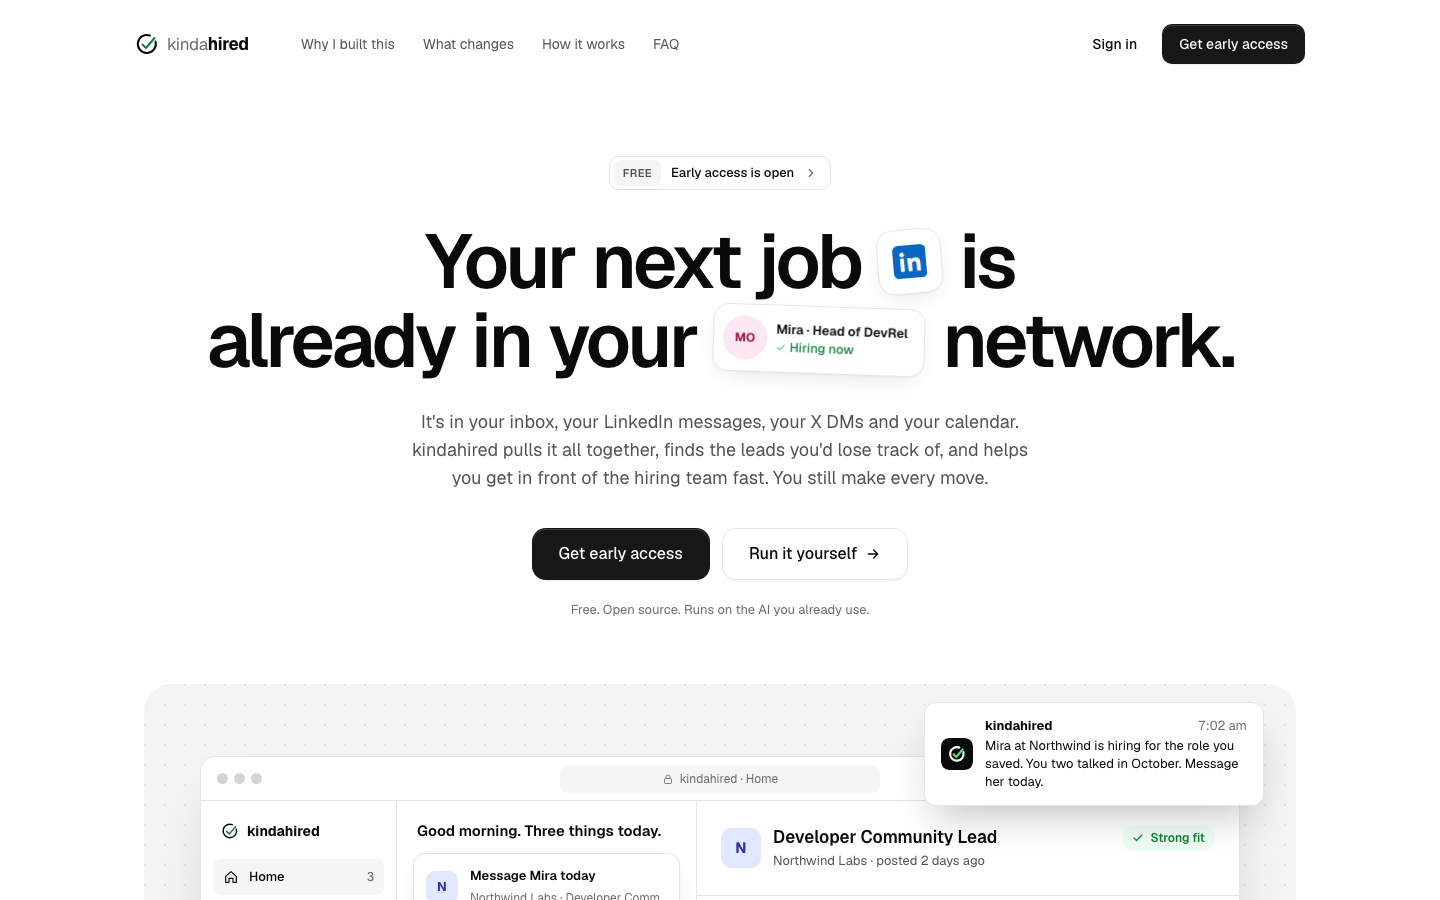 kindahired
Why I built this
What changes
How it works
FAQ
Sign in
Get early access
FREE
Early access is open
Your next job in is
already in your MO Mira · Head of DevRel network.
Hiring now
It's in your inbox, your LinkedIn messages, your X DMs and your calendar.
kindahired pulls it all together, finds the leads you'd lose track of, and helps
you get in front of the hiring team fast. You still make every move.
Get early access
Run it yourself →
Free. Open source. Runs on the AI you already use.
kindahired
7:02 am
Mira at Northwind is hiring for the role you
saved. You two talked in October. Message
her today.
kindahired · Home
kindahired
Home
3
Good morning. Three things today.
N
Message Mira today
Northwind Labs · Developer Comm
N
Developer Community Lead
Northwind Labs · posted 2 days ago
Strong fit